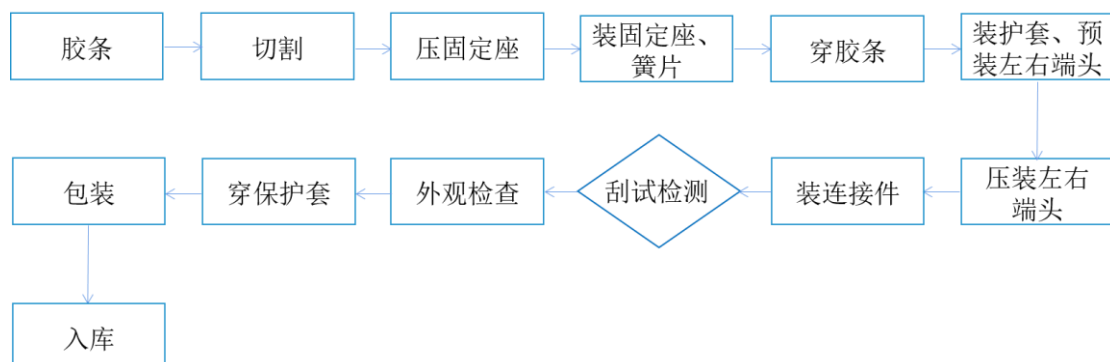 胶条
切割
压固定座
装固定座、
簧片
穿胶条
装护套、预
装左右端头
压装左右
端头
装连接件
刮试检测
外观检查
穿保护套
包装
入库